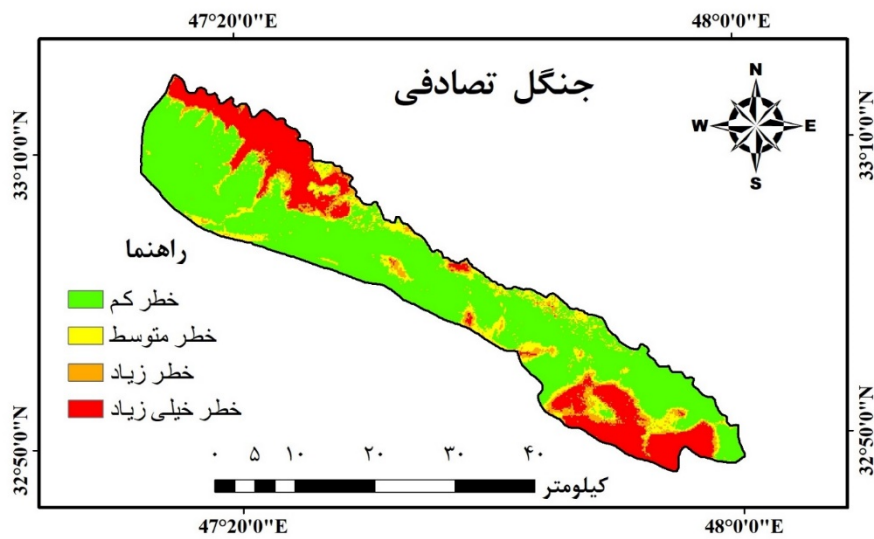 47°20'0"E 48°0'0"E
جنگل تصادفی
N
W E
S
33°10'0"N 33°10'0"N
راهنما
خطر کم
خطر متوسط
خطر زیاد
خطر خیلی زیاد
32°50'0"N 32°50'0"N
۰ ۵ ۱۰ ۲۰ ۳۰ ۴۰
کیلومتر
47°20'0"E 48°0'0"E